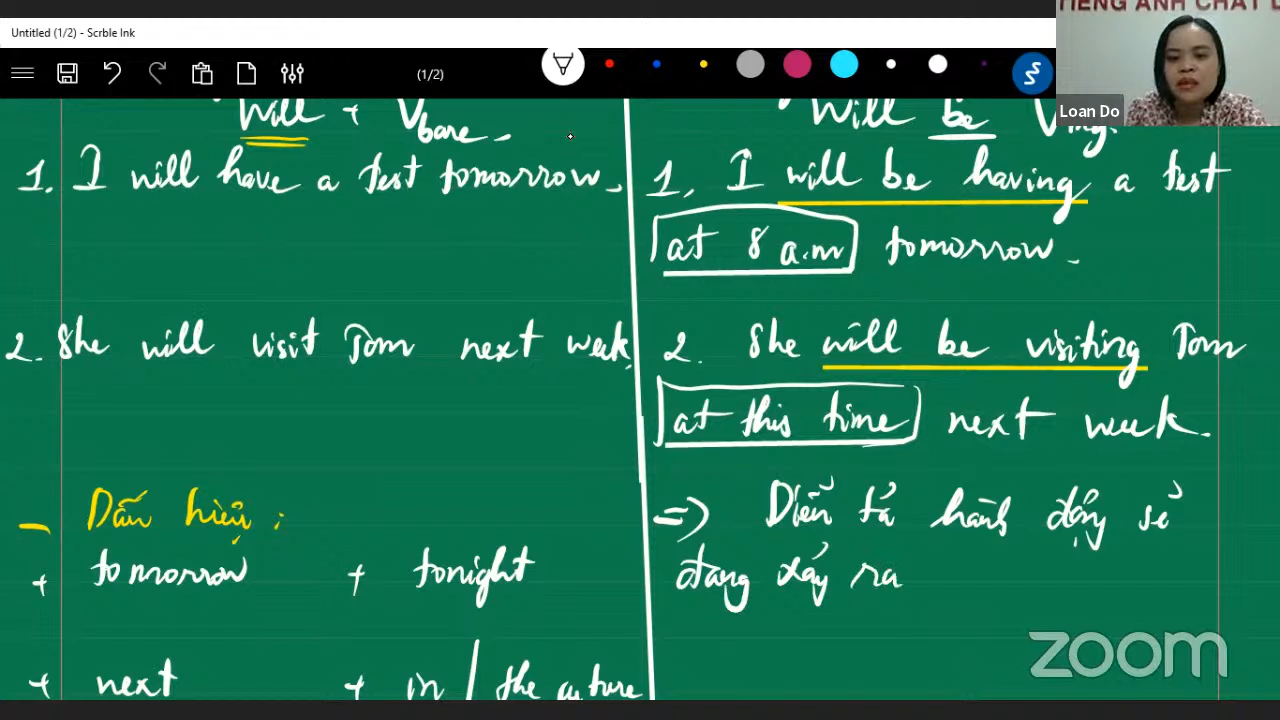 Untitled (1/2) - Scrble Ink
TIẾNG ANH CHẤT L
(1/2)
Loan Do
Will + Vbare.
1. I will have a test tomorrow.
2. She will visit Tom next week.
- Dấu hiệu :
+ tomorrow + tonight
+ next + in / the
Will be Ving.
1. I will be having a test
at 8 a.m tomorrow.
2. She will be visiting Tom
at this time next week.
=> Diễn tả hành động sẽ
đang xảy ra
zoom